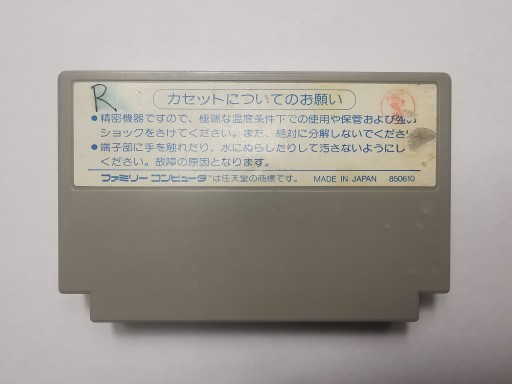 R
カセットについてのお願い
●精密機器ですので、極端な温度条件下での使用や保管および強い
ショックをさけてください。また、絶対に分解しないでください
●端子部に手を触れたり、水にぬらしたりして汚さないようにし
ください。故障の原因となります。
ファミリーコンピュータ™は任天堂の商標です。 MADE IN JAPAN 850610